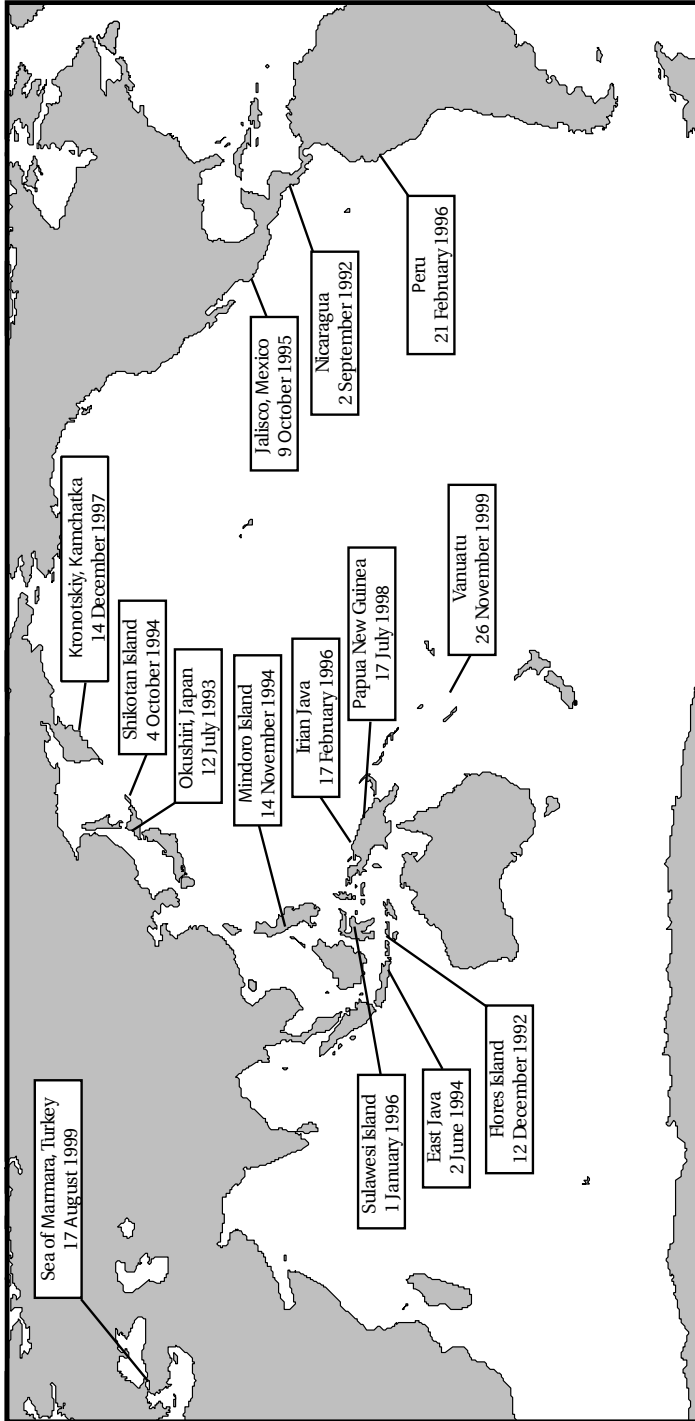 Sea of Marmara, Turkey
17 August 1999
Kronotskiy, Kamchatka
14 December 1997
Shikotan Island
4 October 1994
Okushiri, Japan
12 July 1993
Mindoro Island
14 November 1994
Irian Java
17 February 1996
Papua New Guinea
17 July 1998
Sulawesi Island
1 January 1996
East Java
2 June 1994
Flores Island
12 December 1992
Vanuatu
26 November 1999
Jalisco, Mexico
9 October 1995
Nicaragua
2 September 1992
Peru
21 February 1996